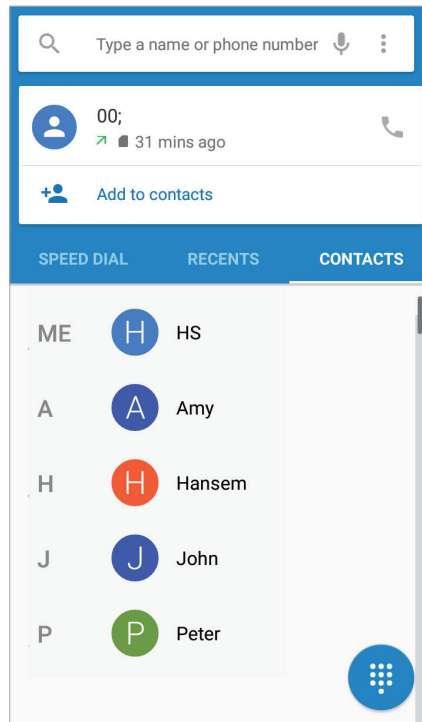 Type a name or phone number
00;
31 mins ago
Add to contacts
SPEED DIAL RECENTS CONTACTS
ME H HS
A A Amy
H H Hansem
J J John
P P Peter